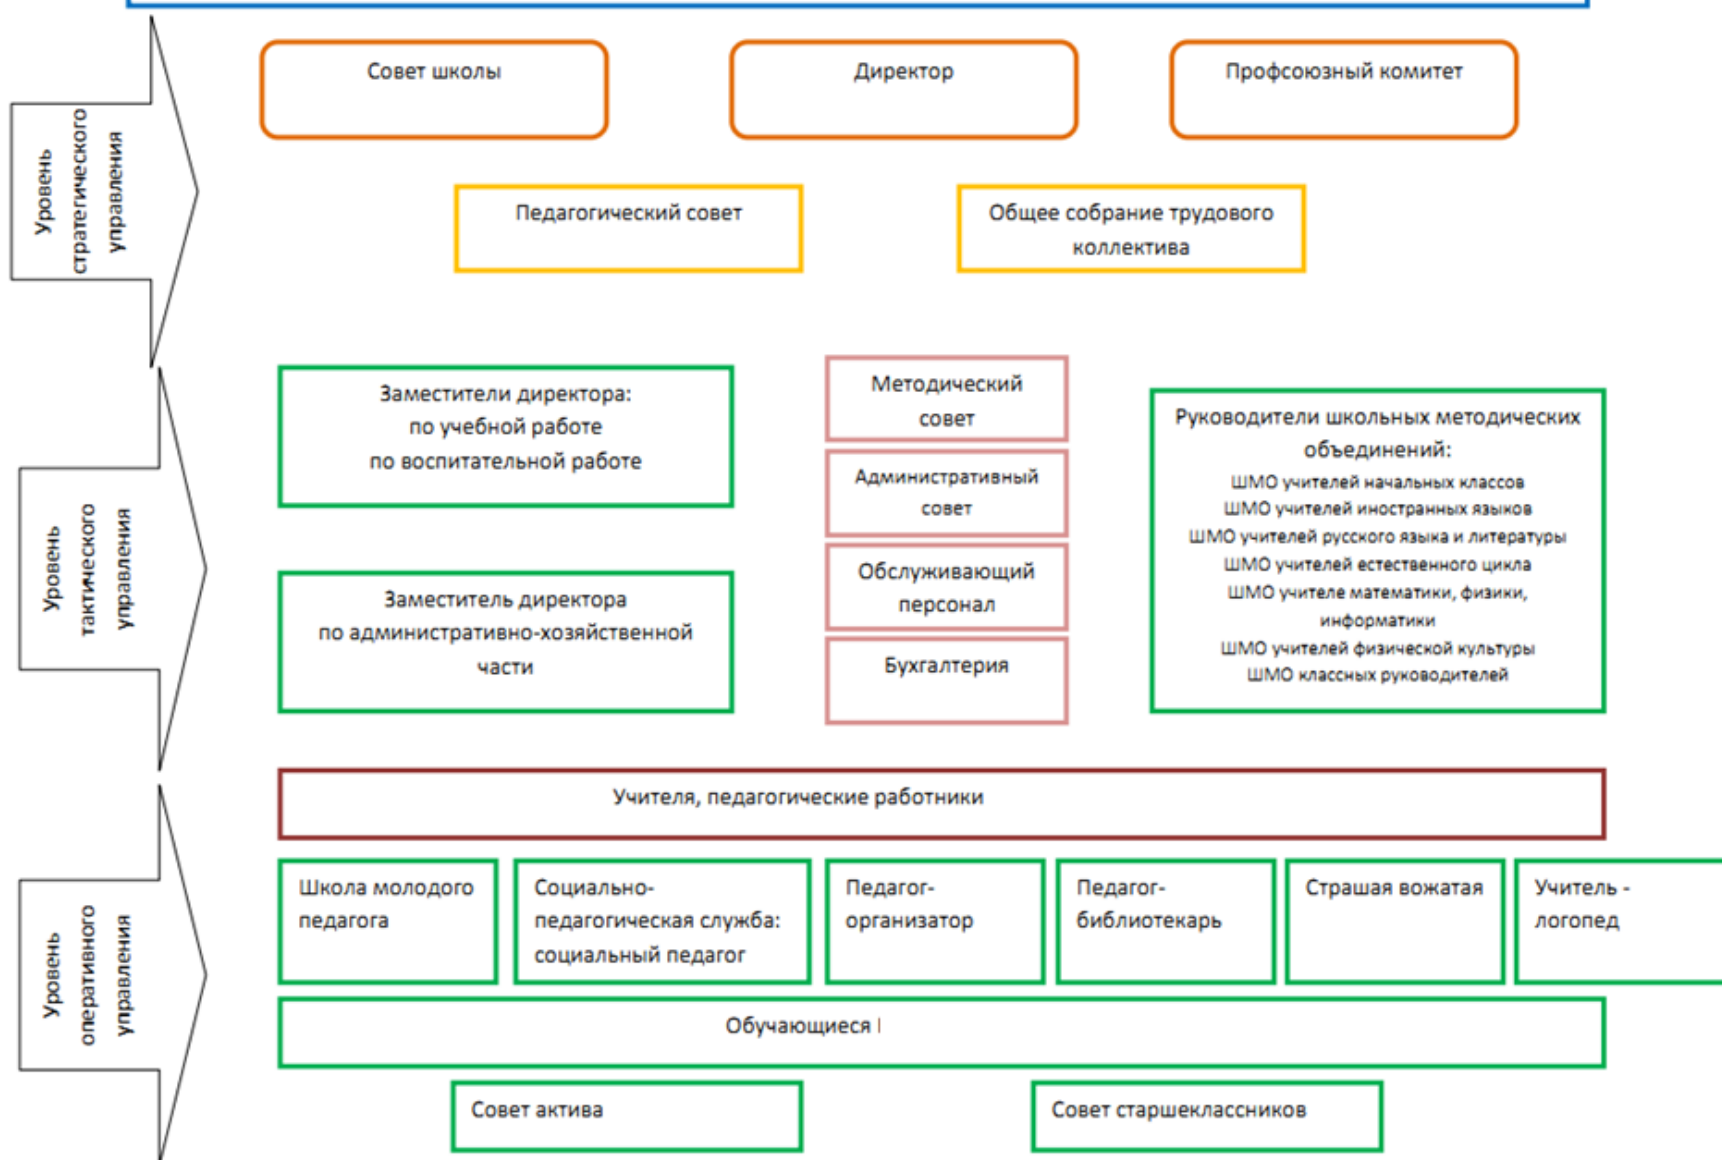 Уровень
стратегического
управления
Совет школы
Директор
Профсоюзный комитет
Педагогический совет
Общее собрание трудового
коллектива
Уровень
тактического
управления
Заместители директора:
по учебной работе
по воспитательной работе
Заместитель директора
по административно-хозяйственной
части
Методический
совет
Административный
совет
Обслуживающий
персонал
Бухгалтерия
Руководители школьных методических
объединений:
ШМО учителей начальных классов
ШМО учителей иностранных языков
ШМО учителей русского языка и литературы
ШМО учителей естественного цикла
ШМО учителе математики, физики,
информатики
ШМО учителей физической культуры
ШМО классных руководителей
Уровень
оперативного
управления
Учителя, педагогические работники
Школа молодого
педагога
Социально-
педагогическая служба:
социальный педагог
Педагог-
организатор
Педагог-
библиотекарь
Страшая вожатая
Учитель -
логопед
Обучающиеся
Совет актива
Совет старшеклассников